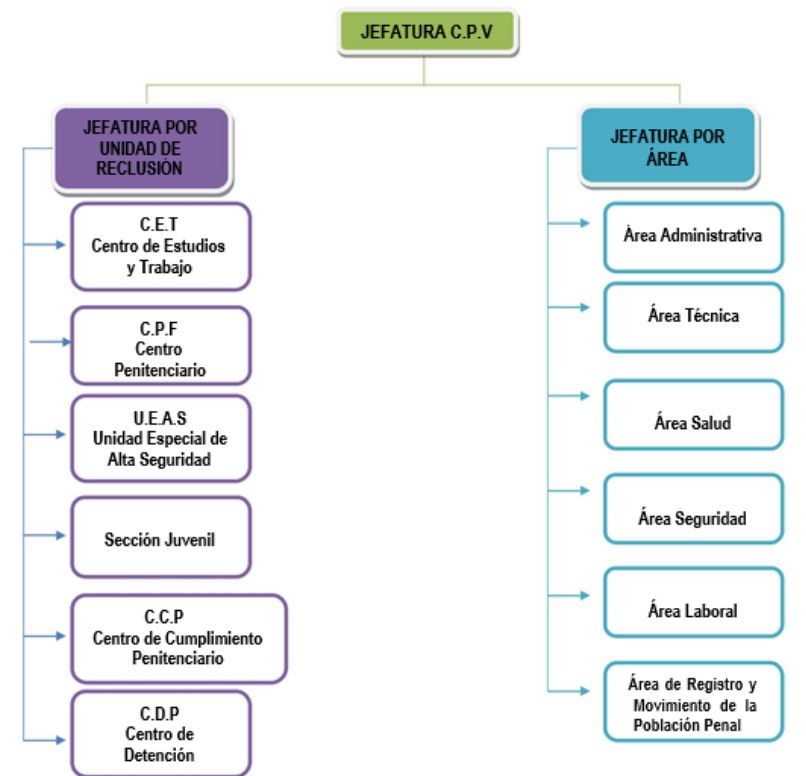 JEFATURA C.P.V
JEFATURA POR
UNIDAD DE
RECLUSIÓN
C.E.T
Centro de Estudios
y Trabajo
C.P.F
Centro
Penitenciario
U.E.A.S
Unidad Especial de
Alta Seguridad
Sección Juvenil
C.C.P
Centro de Cumplimiento
Penitenciario
C.D.P
Centro de
Detención
JEFATURA POR
ÁREA
Área Administrativa
Área Técnica
Área Salud
Área Seguridad
Área Laboral
Área de Registro y
Movimiento de la
Población Penal